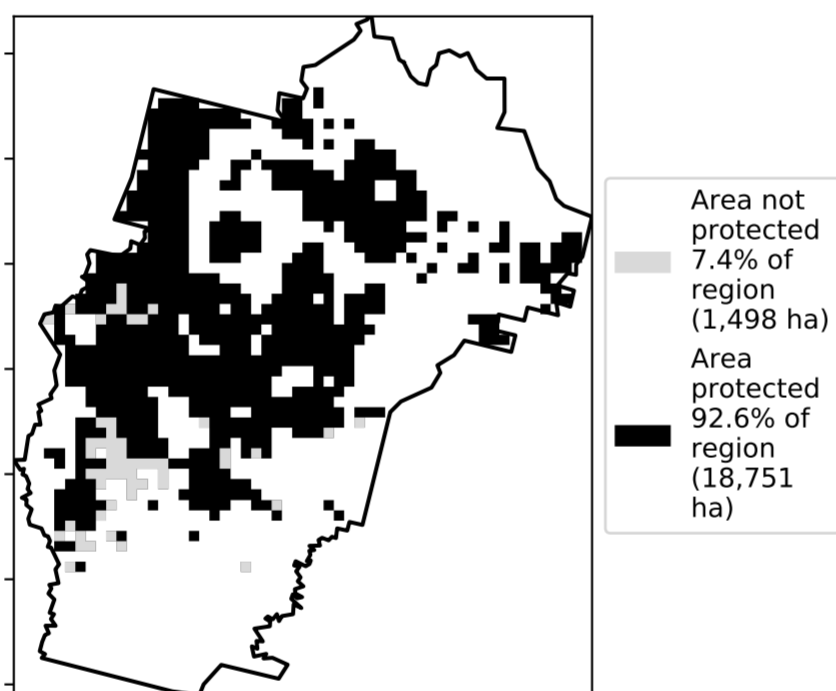 Area not
protected
7.4% of
region
(1,498 ha)
Area
protected
92.6% of
region
(18,751
ha)